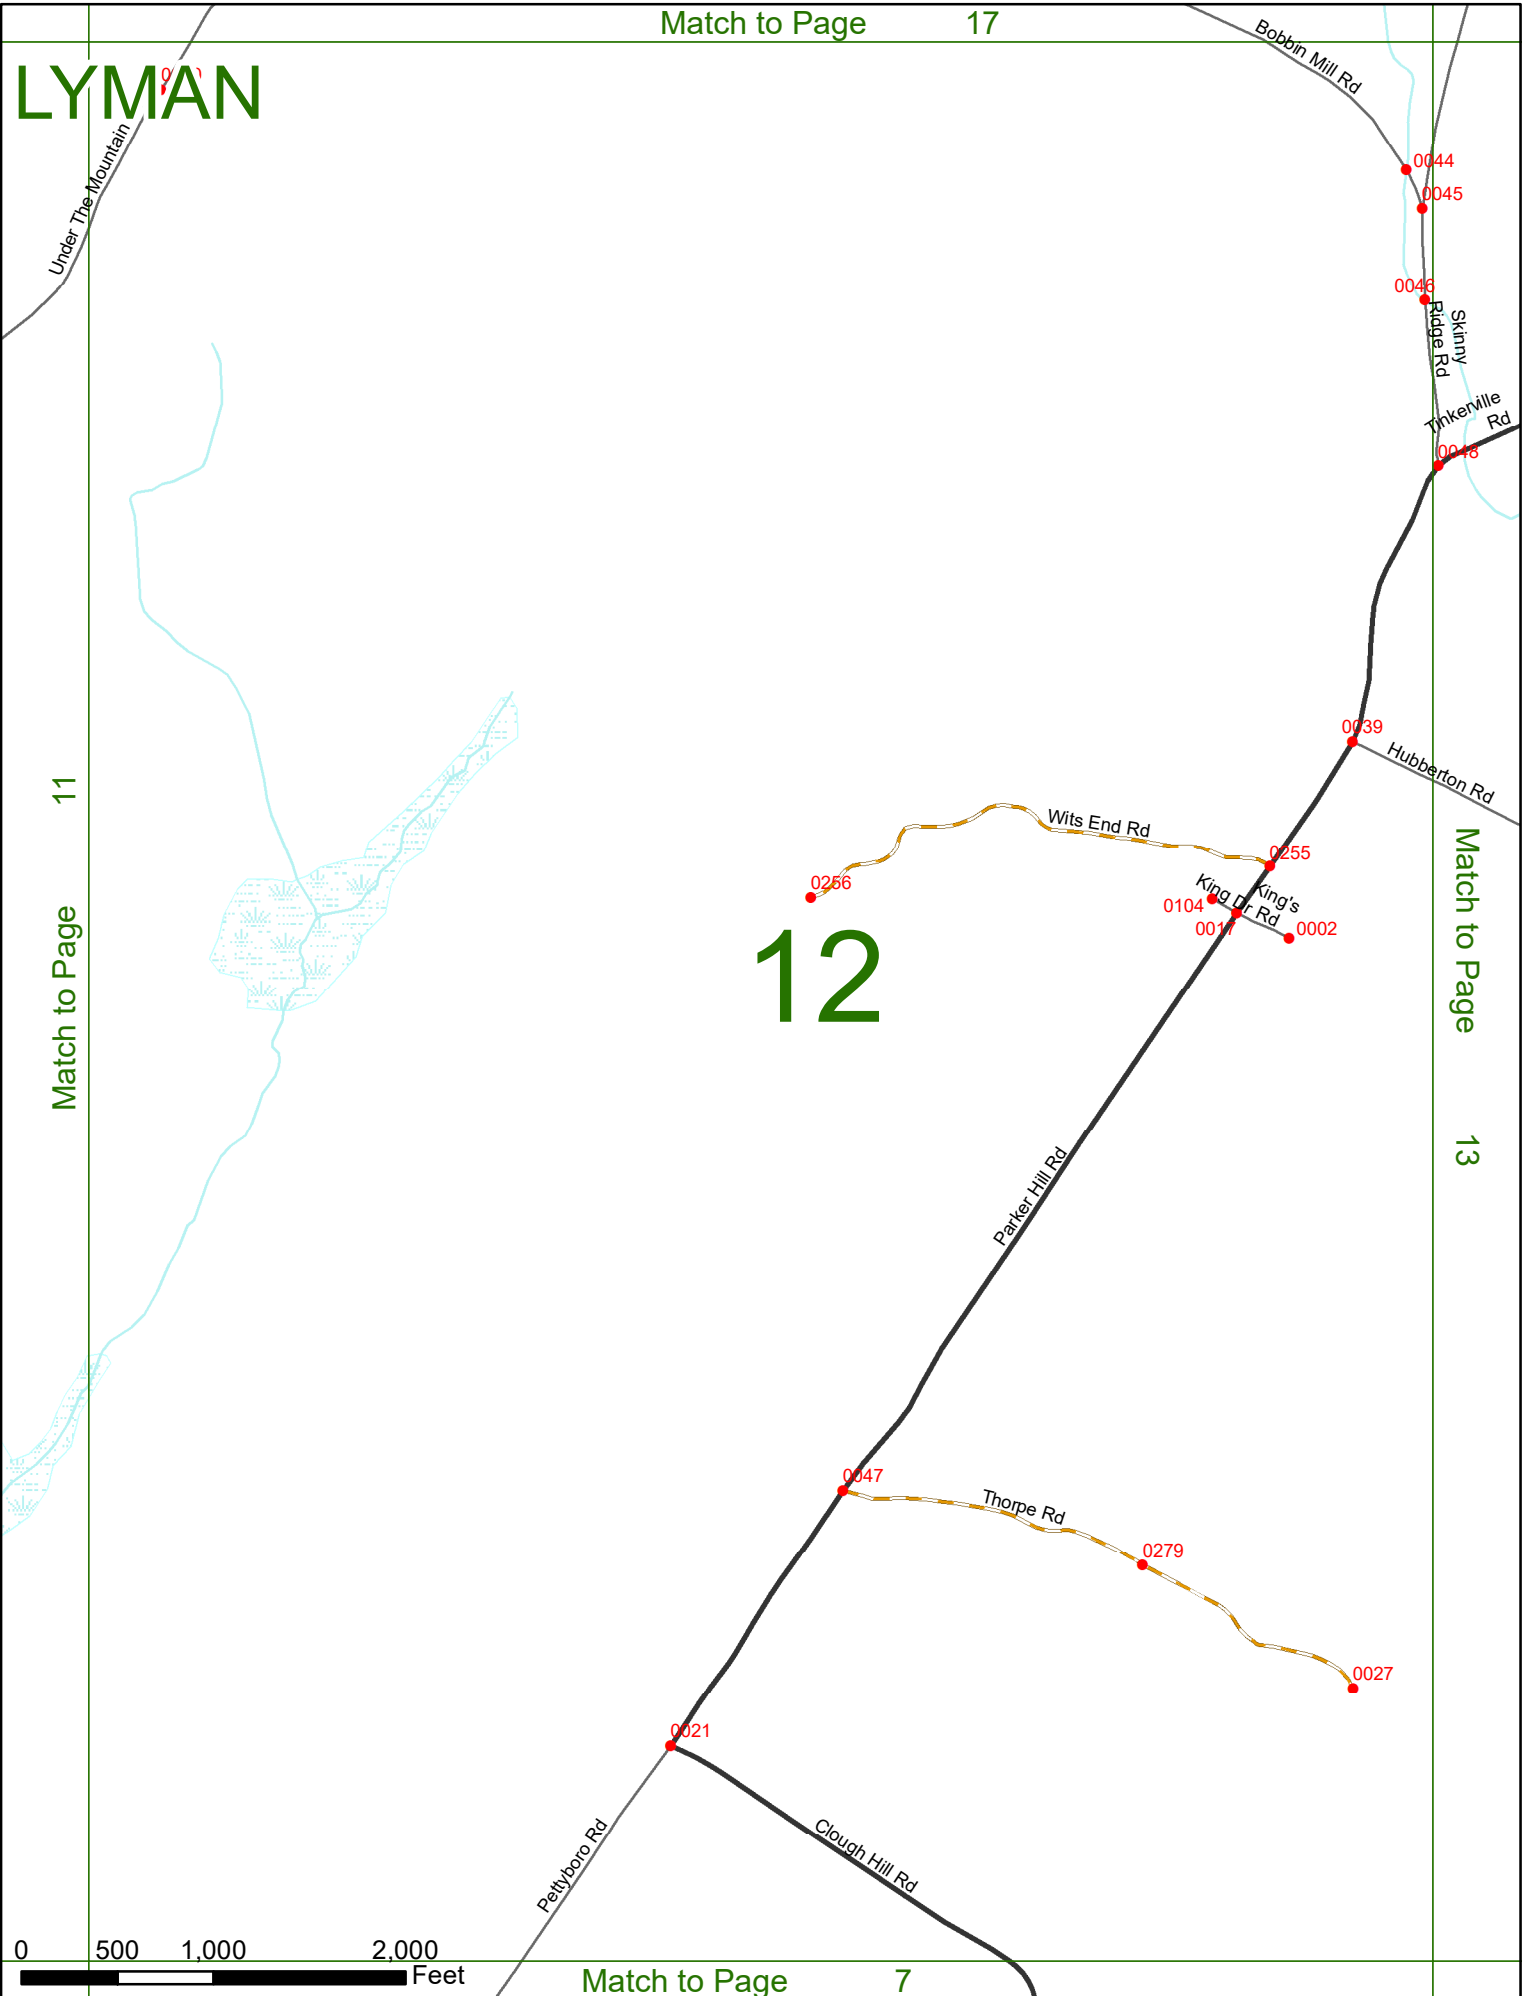 Match to Page 17
LYMAN
Bobbin Mill Rd
Under The Mountain
0044
0045
0046
Skinny
Ridge Rd
Tinkerville
Rd
0048
0039
Hubberton Rd
Match to Page 11
Wits End Rd
0255
0256
King Dr
King's
Rd
0104
0017
0002
12
Match to Page 13
Parker Hill Rd
0047
Thorpe Rd
0279
0027
0021
Pettyboro Rd
Clough Hill Rd
0 500 1,000 2,000
Feet
Match to Page 7